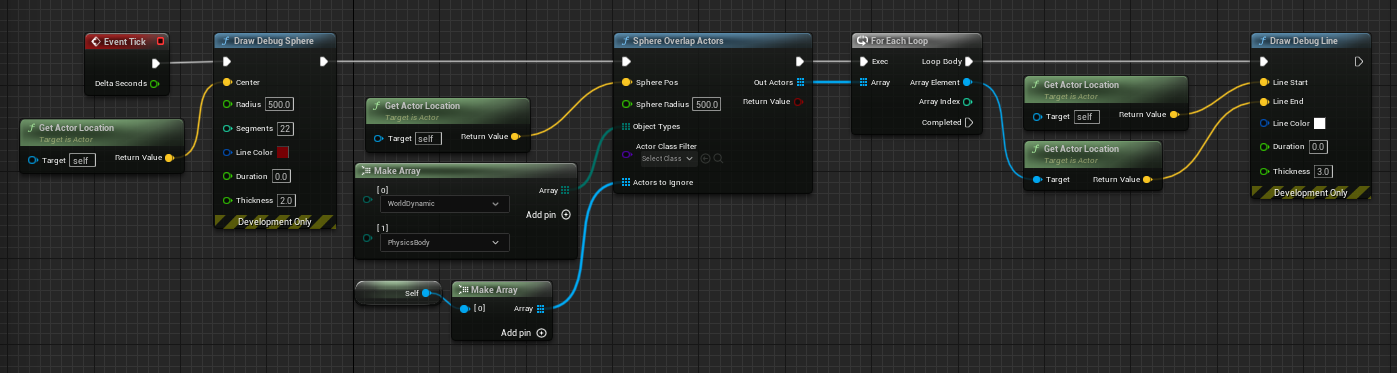 Event Tick
Delta Seconds
Get Actor Location
Target is Actor
Target self Return Value
Draw Debug Sphere
Center
Radius 500.0
Segments 22
Line Color
Duration 0.0
Thickness 2.0
Development Only
Get Actor Location
Target is Actor
Target self Return Value
Make Array
[0] Array
WorldDynamic
Add pin
[1]
PhysicsBody
Self
Make Array
[0] Array
Add pin
Sphere Overlap Actors
Sphere Pos Out Actors
Sphere Radius 500.0 Return Value
Object Types
Actor Class Filter
Select Class
Actors to Ignore
For Each Loop
Exec Loop Body
Array Array Element
Array Index
Completed
Get Actor Location
Target is Actor
Target self Return Value
Get Actor Location
Target is Actor
Target Return Value
Draw Debug Line
Line Start
Line End
Line Color
Duration 0.0
Thickness 3.0
Development Only